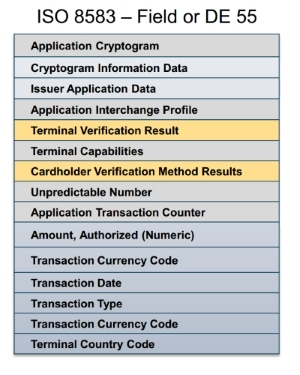 ISO 8583 – Field or DE 55
Application Cryptogram
Cryptogram Information Data
Issuer Application Data
Application Interchange Profile
Terminal Verification Result
Terminal Capabilities
Cardholder Verification Method Results
Unpredictable Number
Application Transaction Counter
Amount, Authorized (Numeric)
Transaction Currency Code
Transaction Date
Transaction Type
Transaction Currency Code
Terminal Country Code